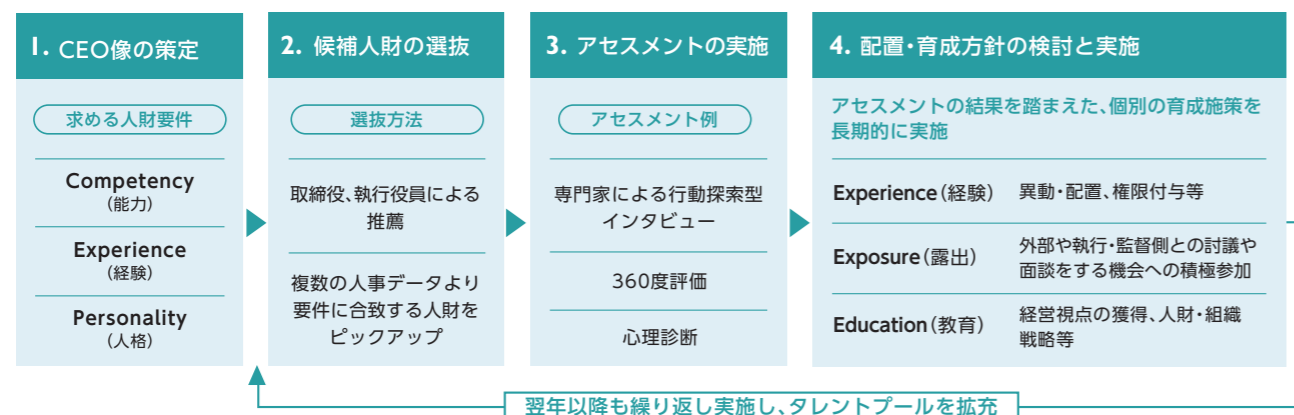 1. CEO像の策定
求める人財要件
Competency
(能力)
Experience
(経験)
Personality
(人格)
2. 候補人財の選抜
選抜方法
取締役、執行役員による
推薦
複数の人事データより
要件に合致する人財を
ピックアップ
3. アセスメントの実施
アセスメント例
専門家による行動探索型
インタビュー
360度評価
心理診断
4. 配置・育成方針の検討と実施
アセスメントの結果を踏まえた、個別の育成施策を
長期的に実施
Experience(経験) 異動・配置、権限付与等
Exposure(露出) 外部や執行・監督側との討議や
面談をする機会への積極参加
Education(教育) 経営視点の獲得、人財・組織
戦略等
翌年以降も繰り返し実施し、タレントプールを拡充